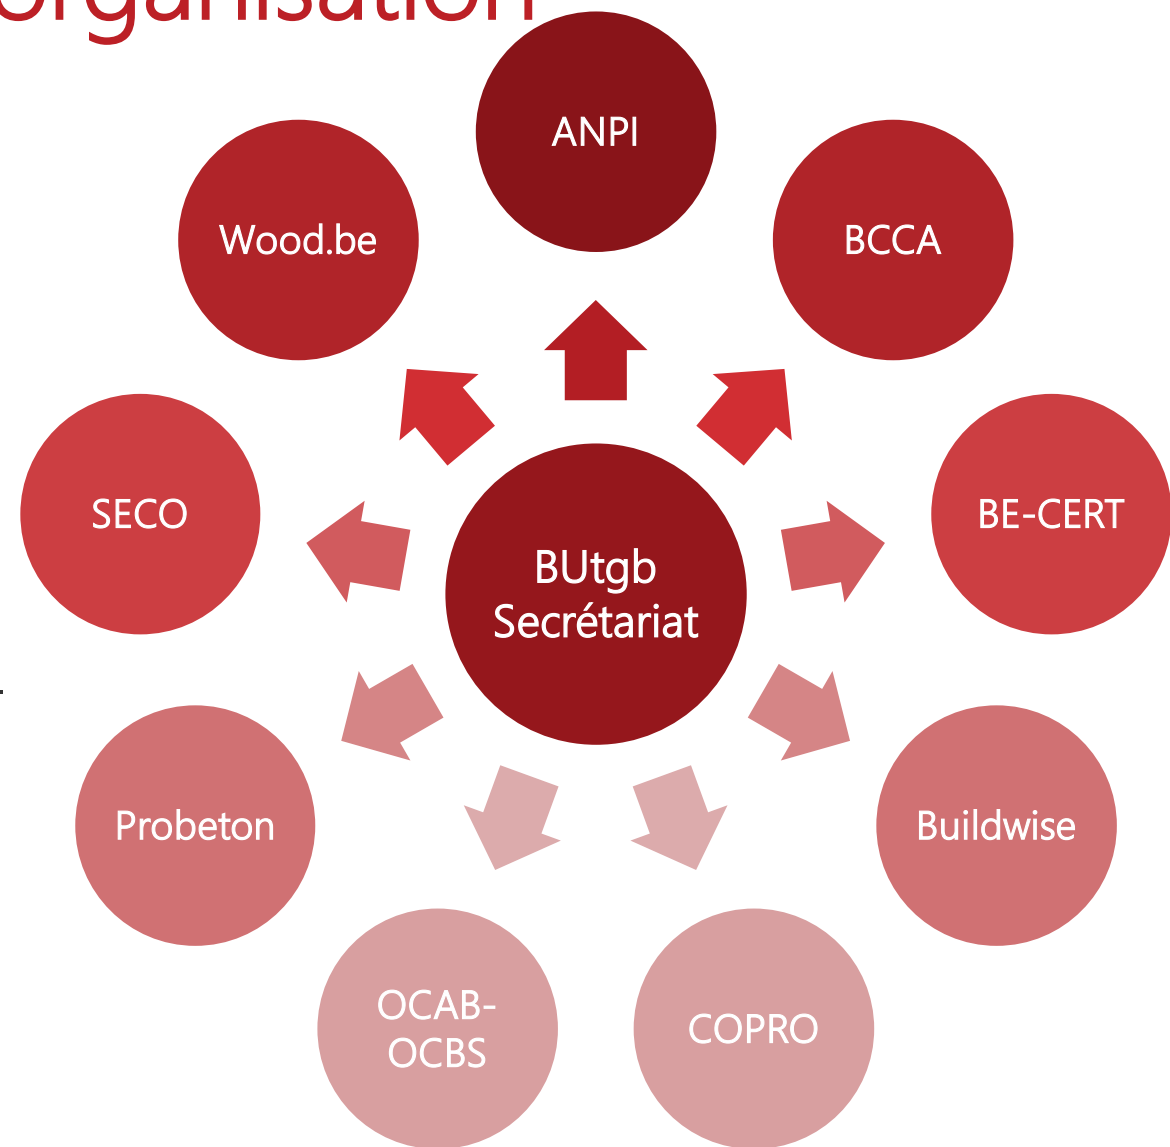 organisation
ANPI
Wood.be
BCCA
SECO
BE-CERT
BUtgb
Secrétariat
Probeton
Buildwise
OCAB-
OCBS
COPRO